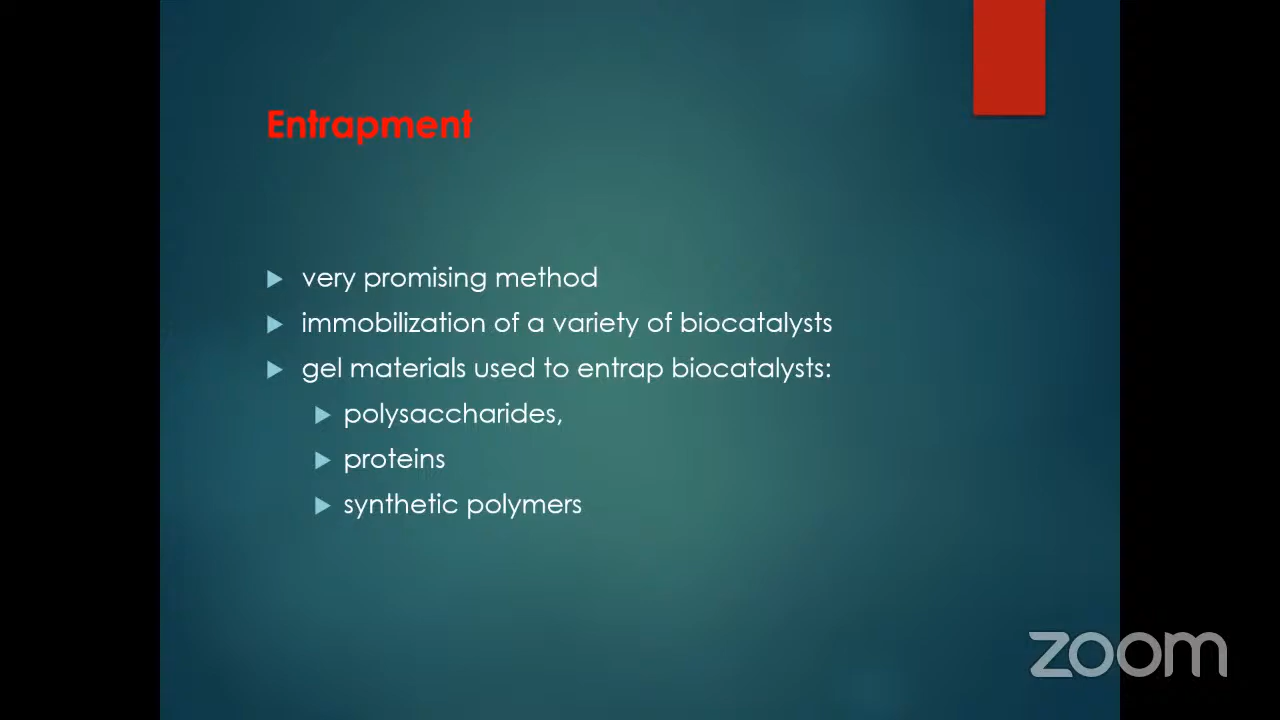 Entrapment
very promising method
immobilization of a variety of biocatalysts
gel materials used to entrap biocatalysts:
polysaccharides,
proteins
synthetic polymers
zoom